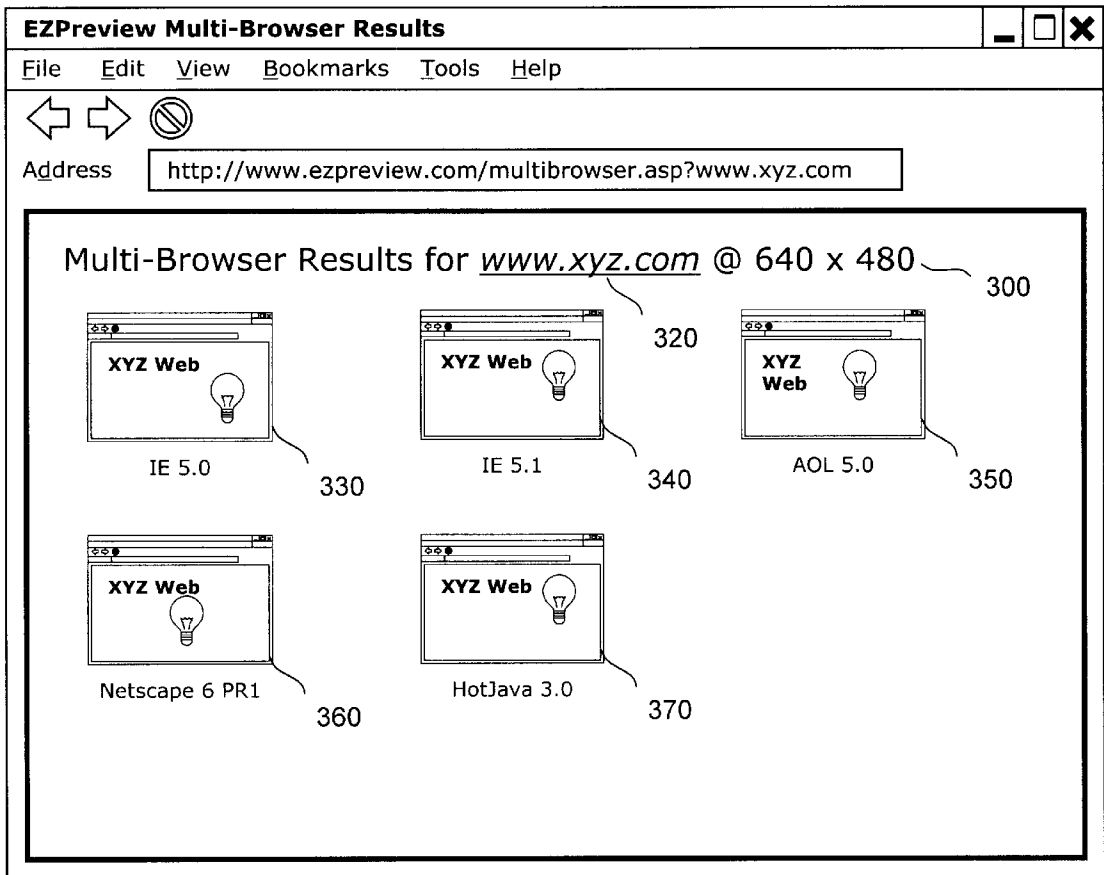 EZPreview Multi-Browser Results
File Edit View Bookmarks Tools Help
Address http://www.ezpreview.com/multibrowser.asp?www.xyz.com
Multi-Browser Results for www.xyz.com @ 640 x 480
300
320
XYZ Web
XYZ Web
XYZ
Web
IE 5.0
330
IE 5.1
340
AOL 5.0
350
XYZ Web
XYZ Web
Netscape 6 PR1
360
HotJava 3.0
370